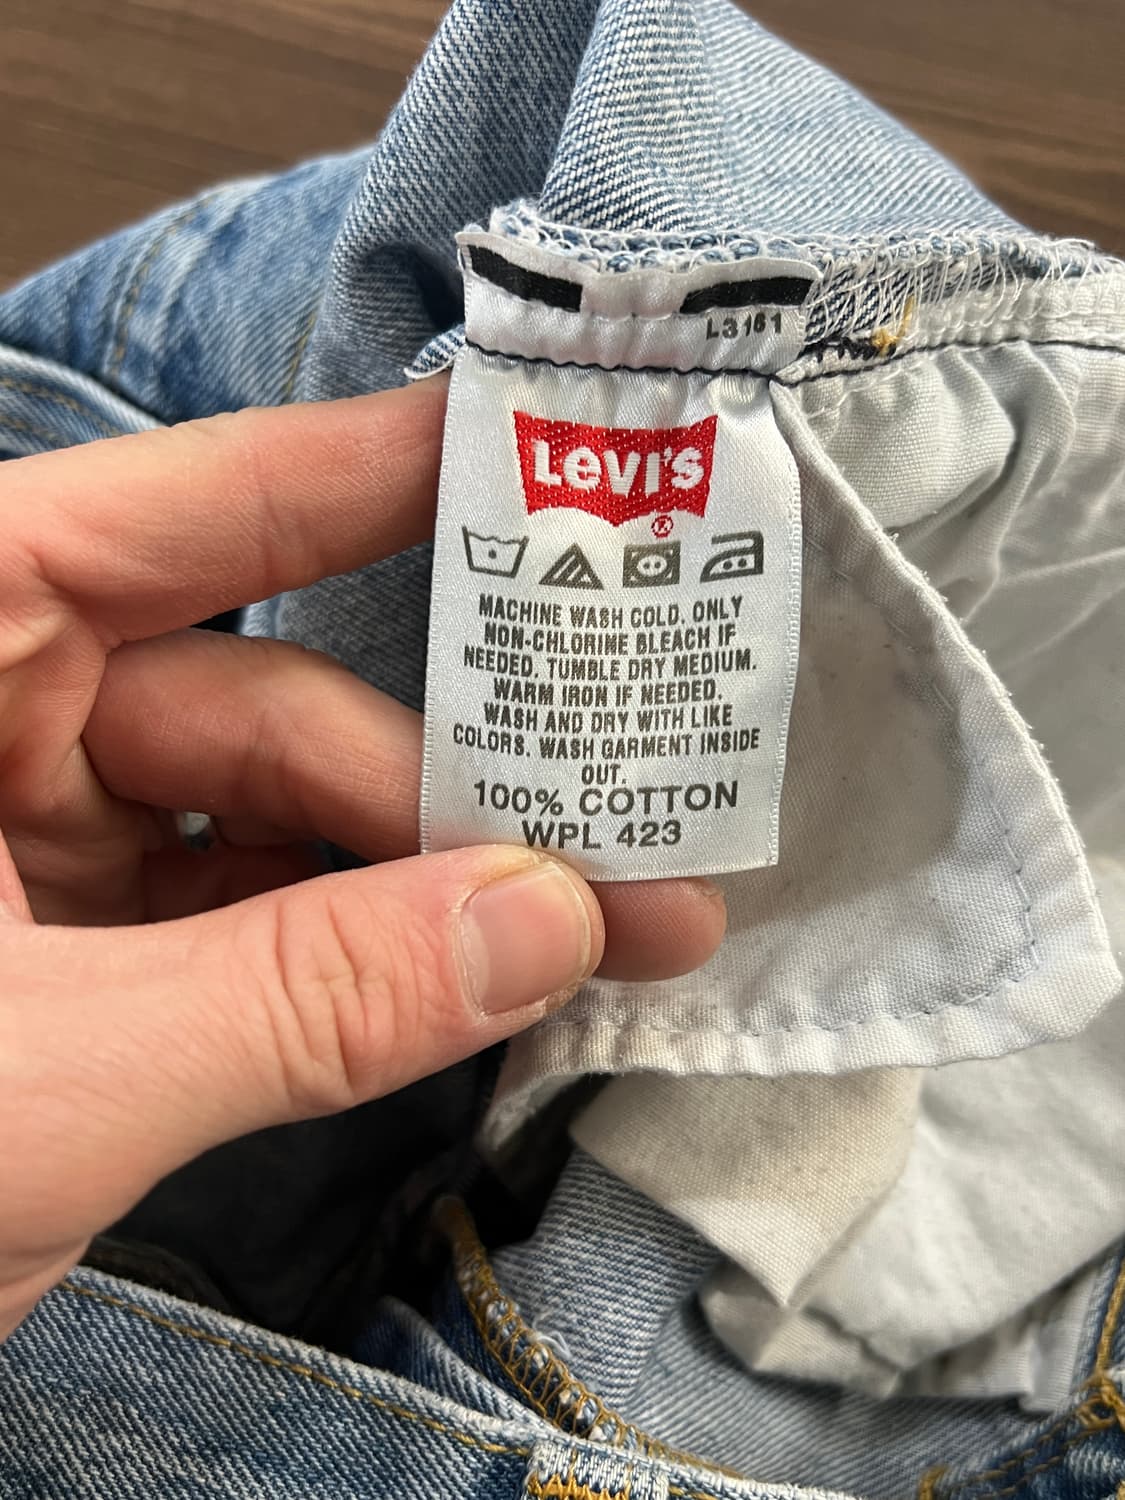 L3161
Levi's
®
MACHINE WASH COLD. ONLY
NON-CHLORINE BLEACH IF
NEEDED. TUMBLE DRY MEDIUM.
WARM IRON IF NEEDED.
WASH AND DRY WITH LIKE
COLORS. WASH GARMENT INSIDE
OUT.
100% COTTON
WPL 423